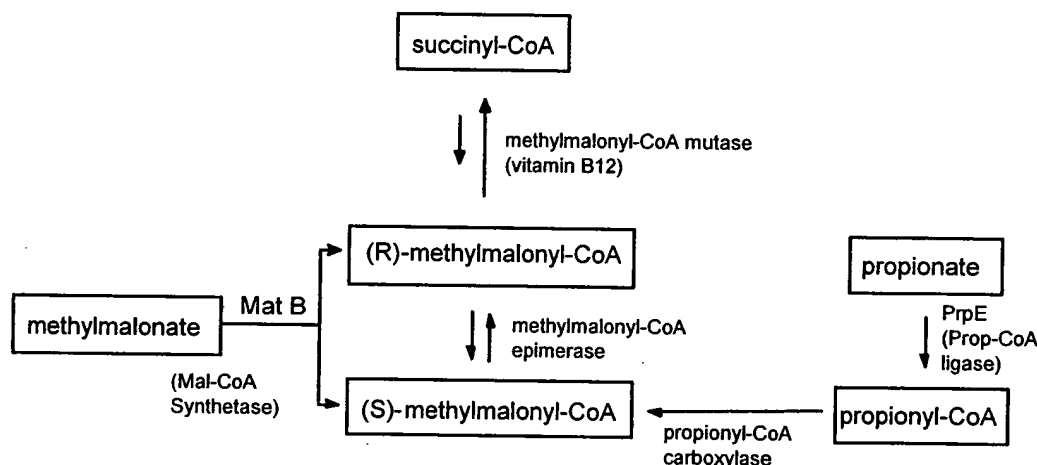 succinyl-CoA
methylmalonyl-CoA mutase
(vitamin B12)
(R)-methylmalonyl-CoA
propionate
Mat B
methylmalonate
methylmalonyl-CoA
epimerase
PrpE
(Prop-CoA
ligase)
(Mal-CoA
Synthetase)
(S)-methylmalonyl-CoA
propionyl-CoA
propionyl-CoA
carboxylase